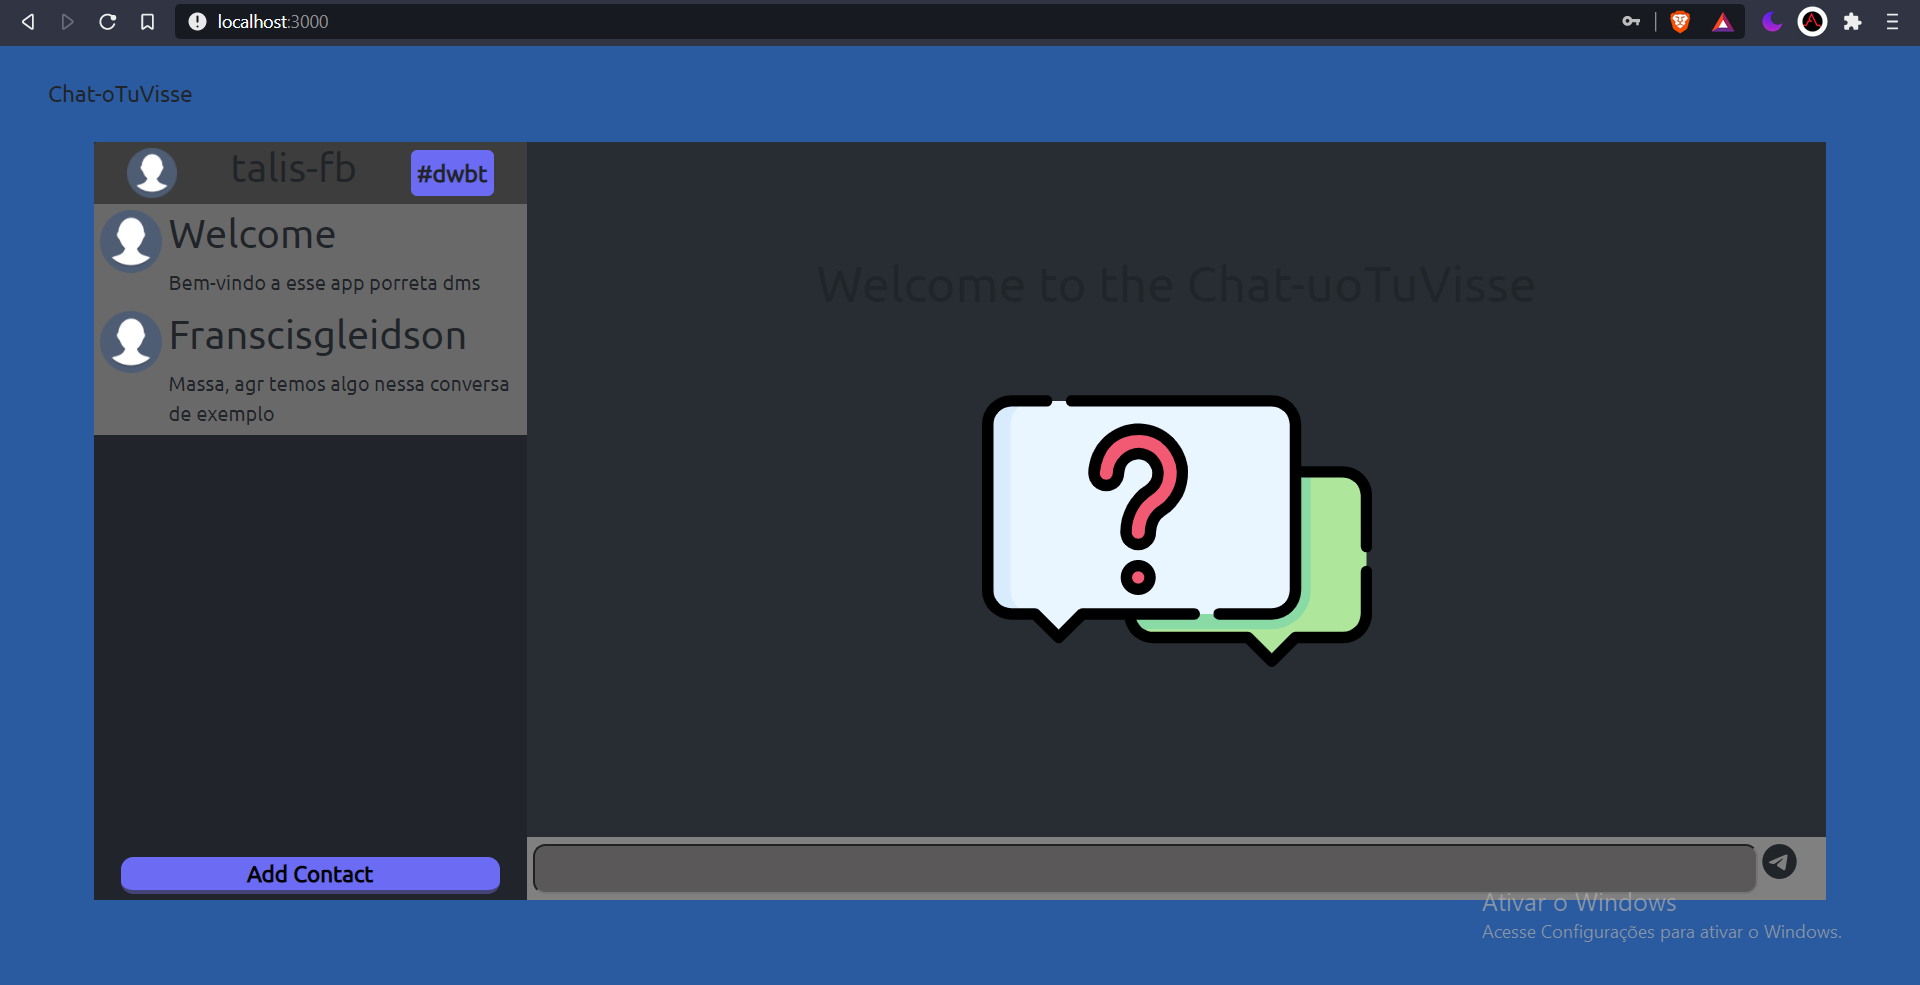 localhost:3000
Chat-oTuVisse
talis-fb
#dwbt
Welcome
Bem-vindo a esse app porreta dms
Franscisgleidson
Massa, agr temos algo nessa conversa
de exemplo
Add Contact
Welcome to the Chat-uoTuVisse
?
Ativar o Windows
Acesse Configurações para ativar o Windows.